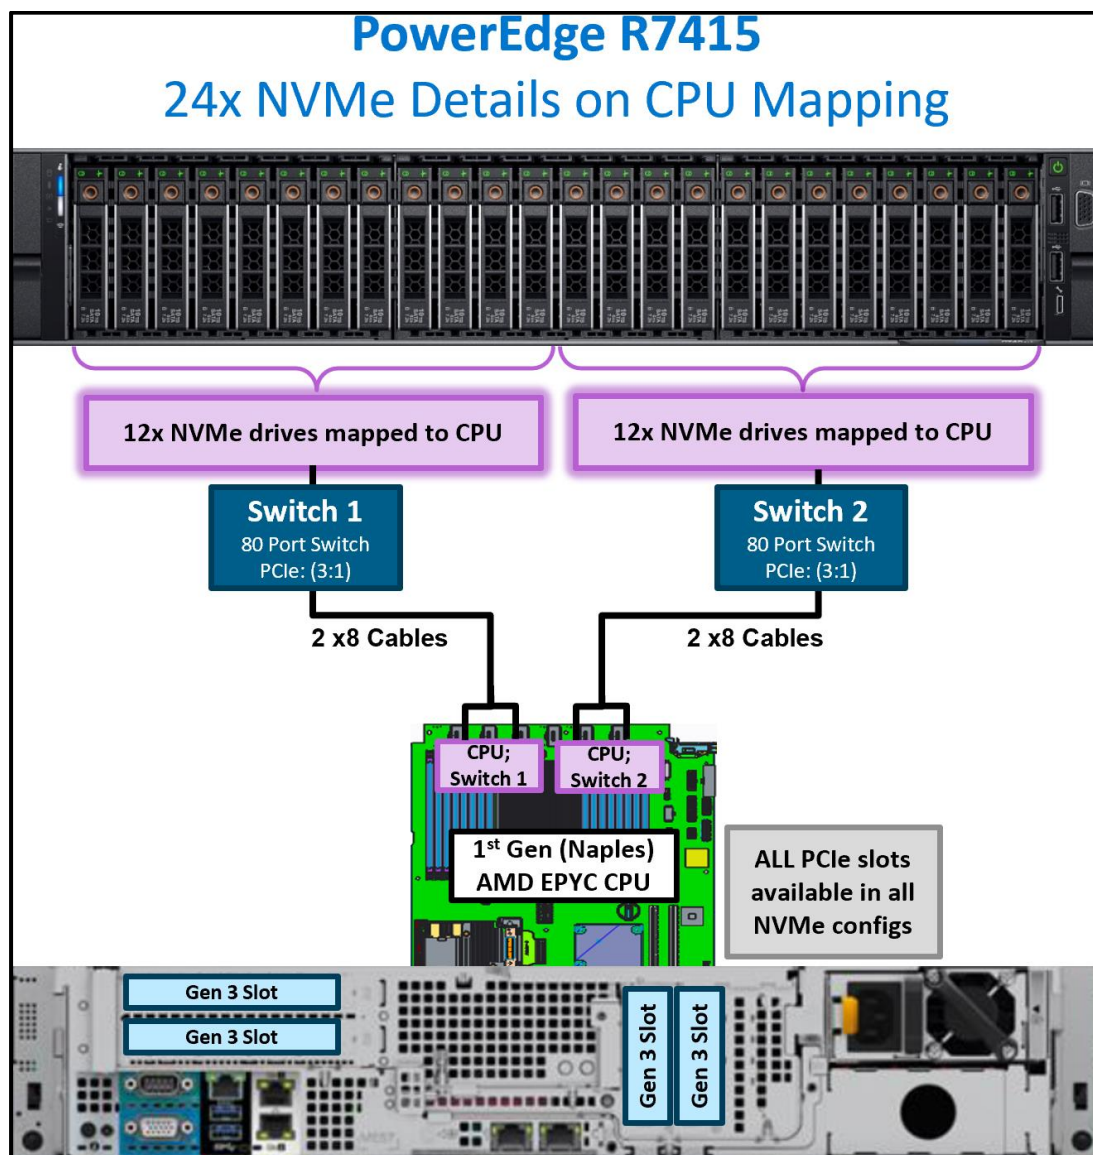 PowerEdge R7415
24x NVMe Details on CPU Mapping
12x NVMe drives mapped to CPU
12x NVMe drives mapped to CPU
Switch 1
80 Port Switch
PCIe: (3:1)
Switch 2
80 Port Switch
PCIe: (3:1)
2 x8 Cables
2 x8 Cables
CPU;
Switch 1
CPU;
Switch 2
1st Gen (Naples)
AMD EPYC CPU
ALL PCIe slots
available in all
NVMe configs
Gen 3 Slot
Gen 3 Slot
Gen 3 Slot
Gen 3 Slot